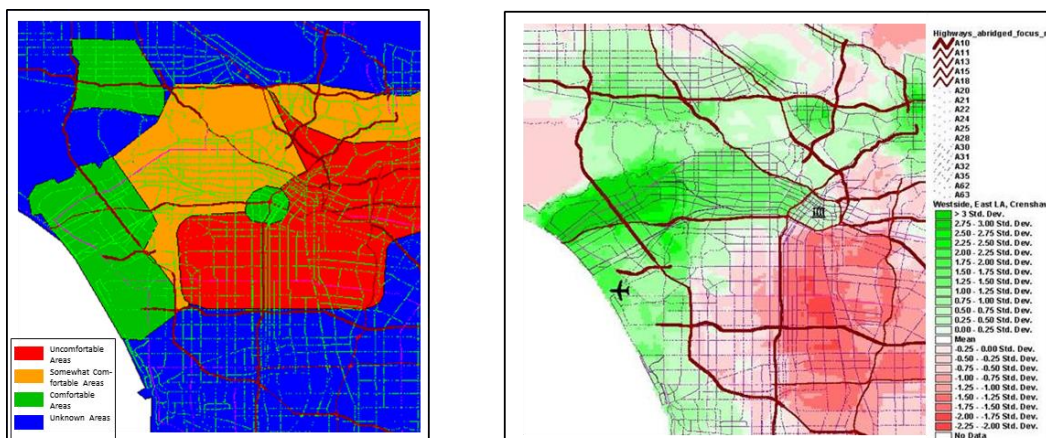 Uncomfortable
Areas
Somewhat Com-
fortable Areas
Comfortable
Areas
Unknown Areas
Highways_abridged_focus_
A10
A11
A13
A15
A18
A20
A21
A22
A24
A25
A28
A30
A31
A32
A35
A62
A63
Westside, East LA, Crenshaw
> 3 Std. Dev.
2.75 - 3.00 Std. Dev.
2.50 - 2.75 Std. Dev.
2.25 - 2.50 Std. Dev.
2.00 - 2.25 Std. Dev.
1.75 - 2.00 Std. Dev.
1.50 - 1.75 Std. Dev.
1.25 - 1.50 Std. Dev.
1.00 - 1.25 Std. Dev.
0.75 - 1.00 Std. Dev.
0.50 - 0.75 Std. Dev.
0.25 - 0.50 Std. Dev.
0.00 - 0.25 Std. Dev.
Mean
-0.25 - 0.00 Std. Dev.
-0.50 - -0.25 Std. Dev.
-0.75 - -0.50 Std. Dev.
-1.00 - -0.75 Std. Dev.
-1.25 - -1.00 Std. Dev.
-1.50 - -1.25 Std. Dev.
-1.75 - -1.50 Std. Dev.
-2.00 - -1.75 Std. Dev.
-2.25 - -2.00 Std. Dev.
No Data